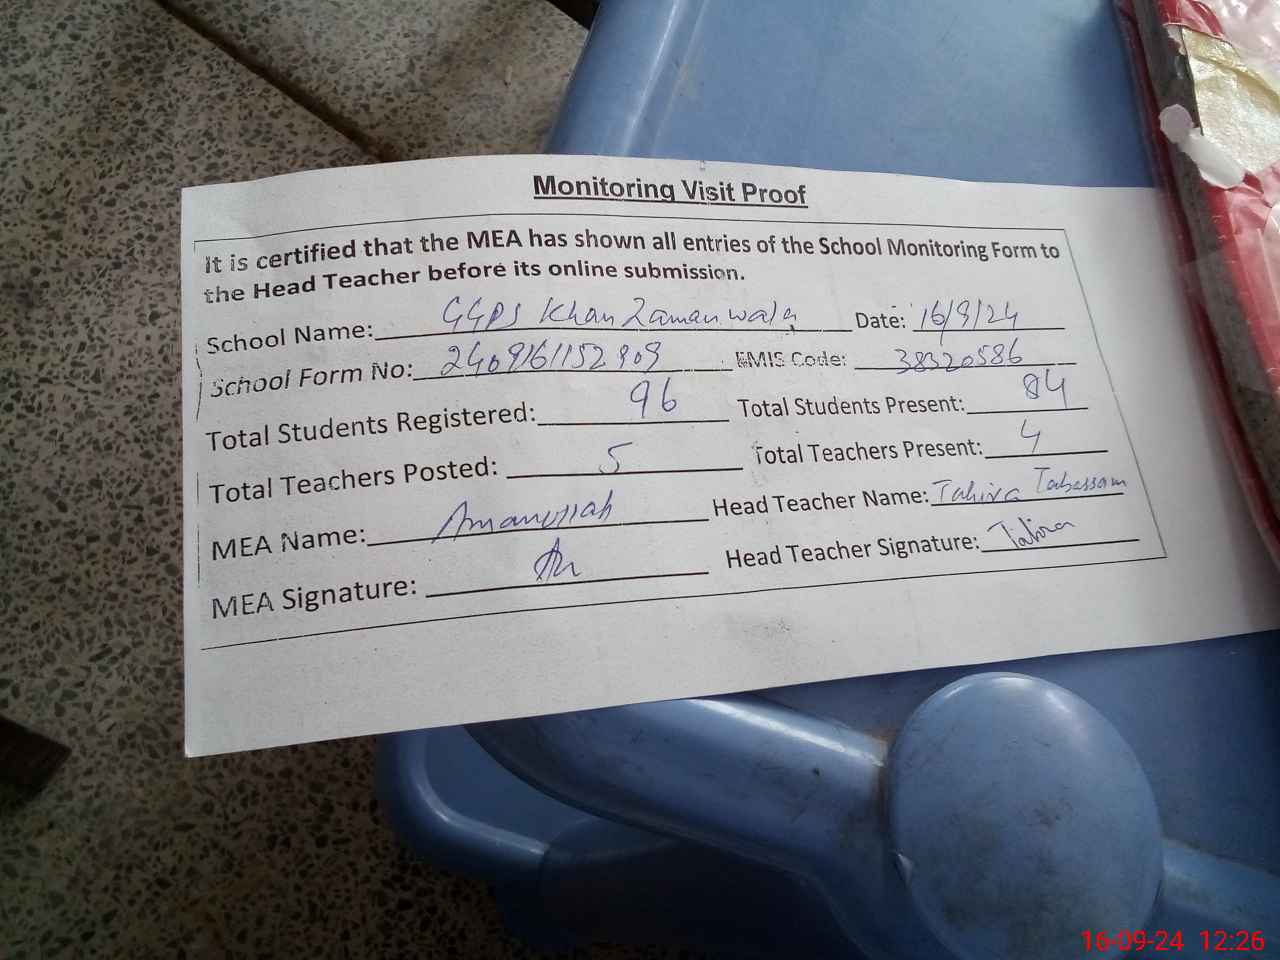 Monitoring Visit Proof
It is certified that the MEA has shown all entries of the School Monitoring Form to
the Head Teacher before its online submission.
School Name: GGPS Khan Zaman wala Date: 16/9/24
School Form No: 2409161152909 EMIS Code: 38320586
Total Students Registered: 96 Total Students Present: 84
Total Teachers Posted: 5 Total Teachers Present: 4
MEA Name: Amanullah Head Teacher Name: Tahira Tabassam
MEA Signature: Head Teacher Signature: Tahira
16-09-24 12:26